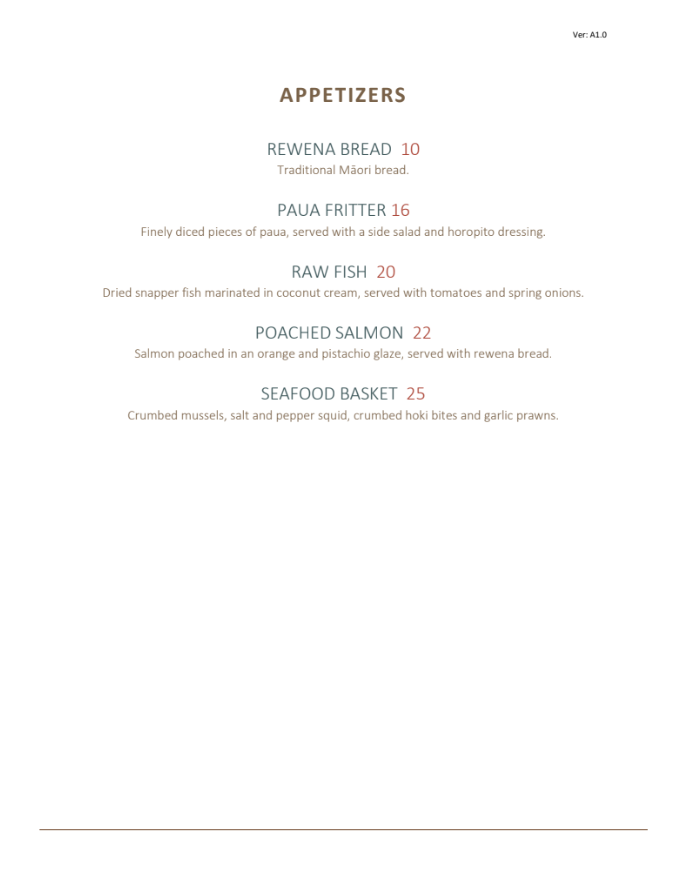 Ver: A1.0
APPETIZERS
REWENA BREAD 10
Traditional Māori bread.
PAUA FRITTER 16
Finely diced pieces of paua, served with a side salad and horopito dressing.
RAW FISH 20
Dried snapper fish marinated in coconut cream, served with tomatoes and spring onions.
POACHED SALMON 22
Salmon poached in an orange and pistachio glaze, served with rewena bread.
SEAFOOD BASKET 25
Crumbed mussels, salt and pepper squid, crumbed hoki bites and garlic prawns.